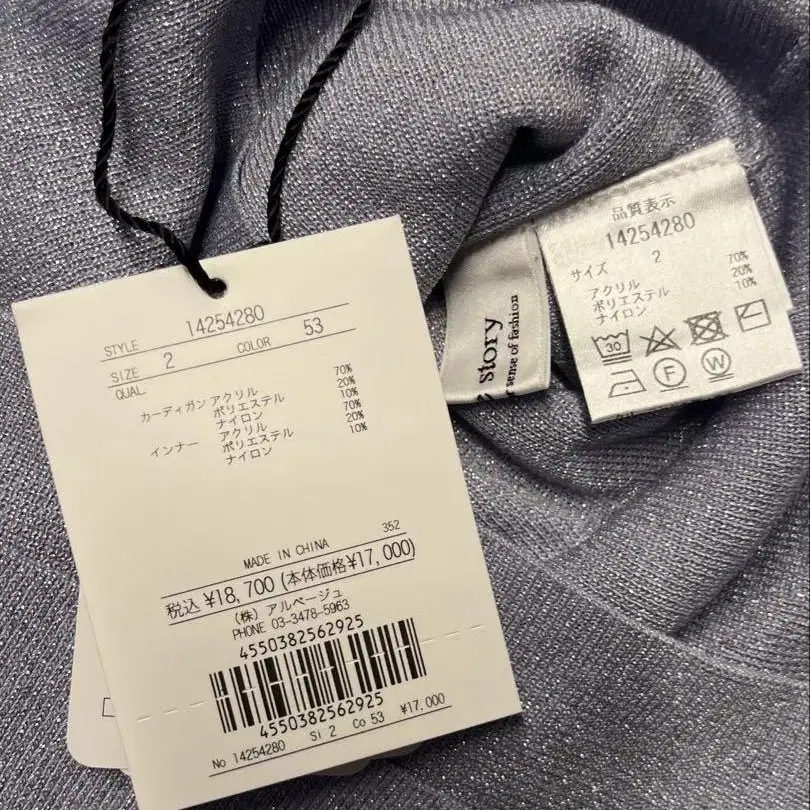 STYLE 14254280
SIZE 2 COLOR 53
QUAL.
カーディガン アクリル 70%
ポリエステル 20%
ナイロン 10%
インナー アクリル 70%
ポリエステル 20%
ナイロン 10%
352
MADE IN CHINA
税込 ¥18,700 (本体価格¥17,000)
(株) アルページュ
PHONE 03-3478-5963
4550382562925
4550382562925
No 14254280 Si 2 Co 53 ¥17,000
story
sense of fashion
品質表示
14254280
サイズ 2
アクリル 70%
ポリエステル 20%
ナイロン 10%
30
F W